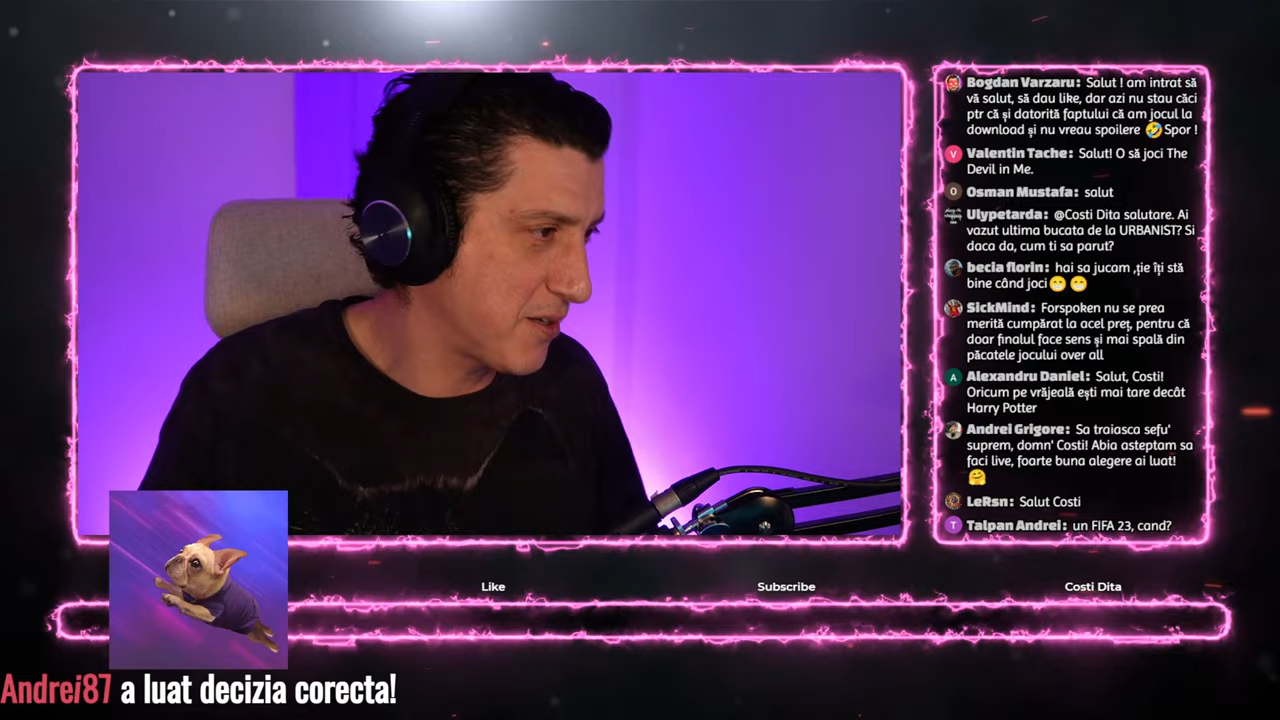 Bogdan Varzaru: Salut ! am intrat să
vă salut, să dau like, dar azi nu stau căci
ptr că și datorită faptului că am jocul la
download și nu vreau spoilere 🤣 Spor !
V Valentin Tache: Salut! O să joci The
Devil in Me.
O Osman Mustafa: salut
Ulypetarda: @Costi Dita salutare. Ai
vazut ultima bucata de la URBANIST? Si
daca da, cum ti sa parut?
becia florin: hai sa jucam ,ție îți stă
bine când joci😁 😁
SickMind: Forspoken nu se prea
merită cumpărat la acel preț, pentru că
doar finalul face sens și mai spală din
păcatele jocului over all
A Alexandru Daniel: Salut, Costi!
Oricum pe vrăjeală ești mai tare decât
Harry Potter
Andrei Grigore: Sa traiasca sefu'
suprem, domn' Costi! Abia asteptam sa
faci live, foarte buna alegere ai luat!
🤗
LeRsn: Salut Costi
T Talpan Andrei: un FIFA 23, cand?
Like Subscribe Costi Dita
Andrei87 a luat decizia corecta!